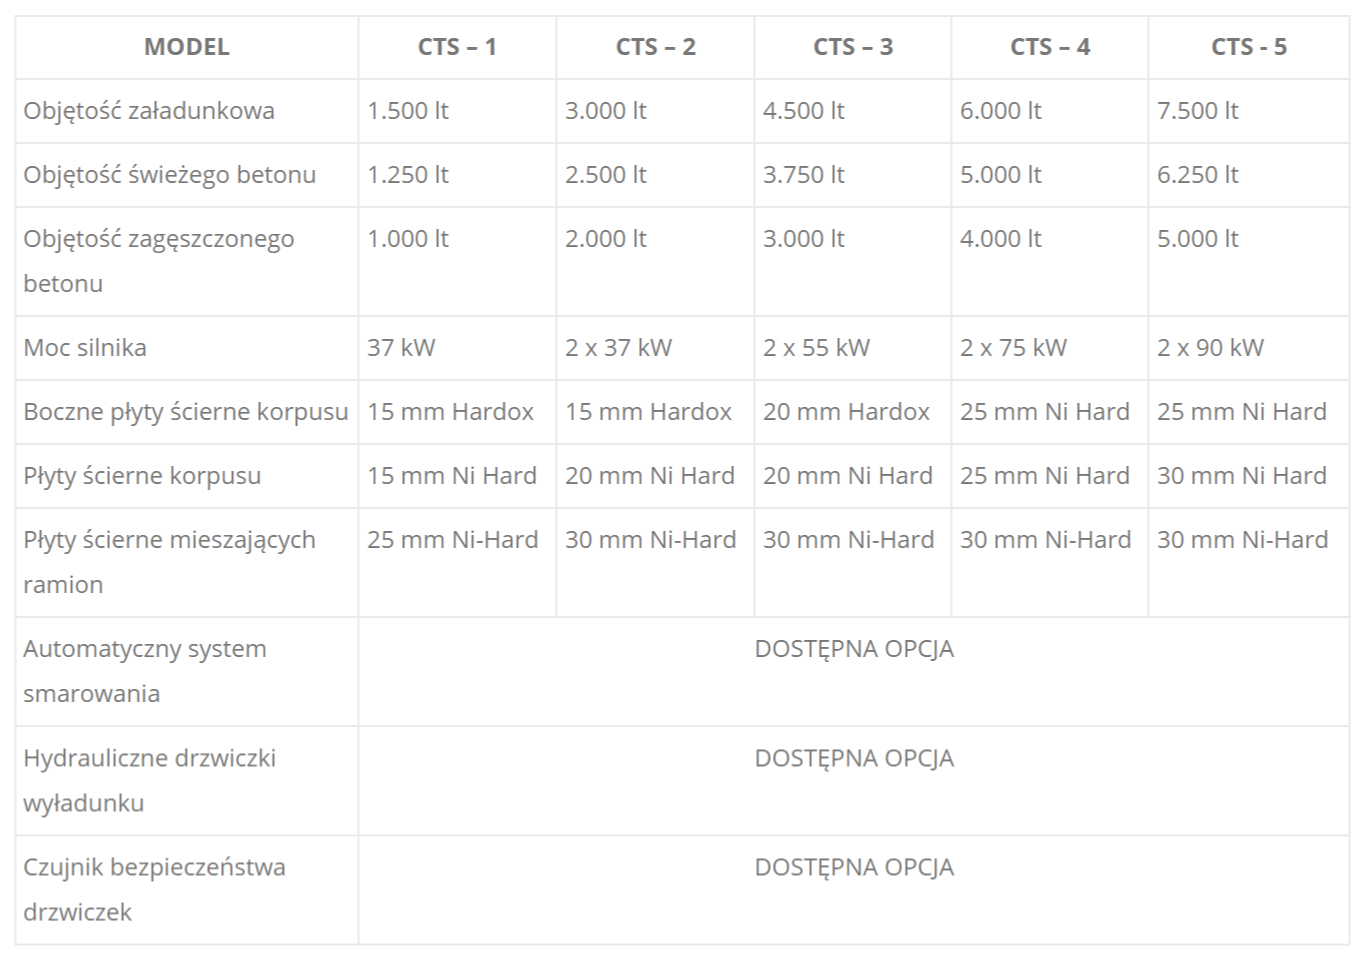 MODEL CTS – 1 CTS – 2 CTS – 3 CTS – 4 CTS - 5
Objętość załadunkowa 1.500 lt 3.000 lt 4.500 lt 6.000 lt 7.500 lt
Objętość świeżego betonu 1.250 lt 2.500 lt 3.750 lt 5.000 lt 6.250 lt
Objętość zagęszczonego 1.000 lt 2.000 lt 3.000 lt 4.000 lt 5.000 lt
betonu
Moc silnika 37 kW 2 x 37 kW 2 x 55 kW 2 x 75 kW 2 x 90 kW
Boczne płyty ścierne korpusu 15 mm Hardox 15 mm Hardox 20 mm Hardox 25 mm Ni Hard 25 mm Ni Hard
Płyty ścierne korpusu 15 mm Ni Hard 20 mm Ni Hard 20 mm Ni Hard 25 mm Ni Hard 30 mm Ni Hard
Płyty ścierne mieszających 25 mm Ni-Hard 30 mm Ni-Hard 30 mm Ni-Hard 30 mm Ni-Hard 30 mm Ni-Hard
ramion
Automatyczny system DOSTĘPNA OPCJA
smarowania
Hydrauliczne drzwiczki DOSTĘPNA OPCJA
wyładunku
Czujnik bezpieczeństwa DOSTĘPNA OPCJA
drzwiczek